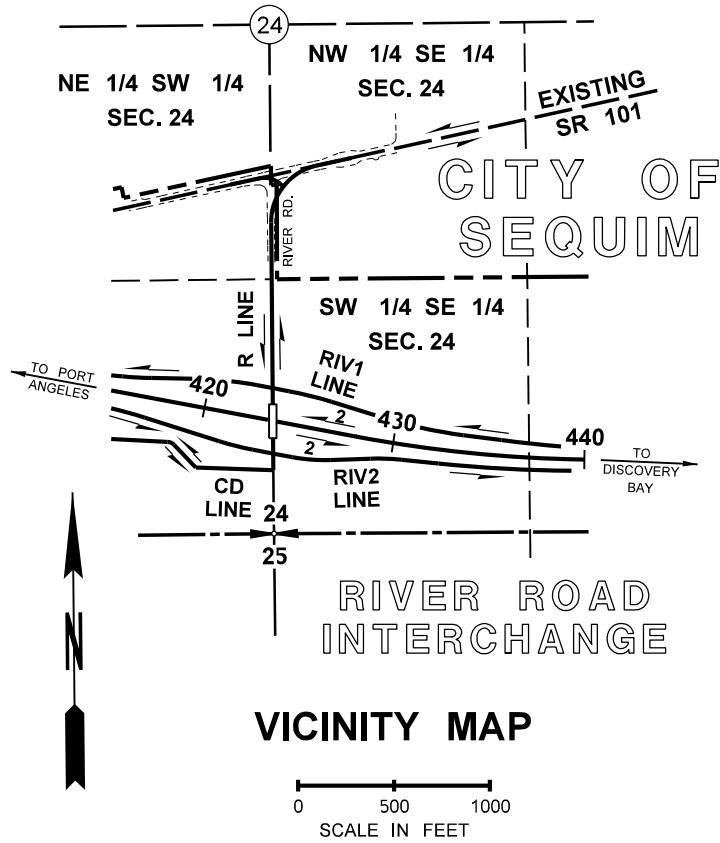 24
NW 1/4 SE 1/4
SEC. 24
NE 1/4 SW 1/4
SEC. 24
EXISTING
SR 101
CITY OF
SEQUIM
RIVER RD.
R LINE
SW 1/4 SE 1/4
SEC. 24
RIV1
LINE
TO PORT
ANGELES
420
2
430
440
2
TO
DISCOVERY
BAY
RIV2
LINE
CD
LINE
24
25
N
RIVER ROAD
INTERCHANGE
VICINITY MAP
0 500 1000
SCALE IN FEET